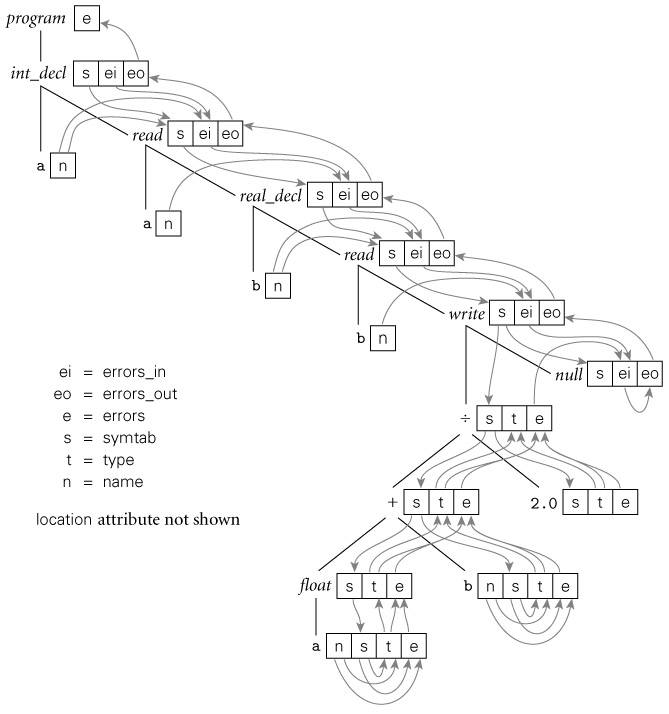 program e
int_decl s ei eo
read s ei eo
a n
real_decl s ei eo
a n
read s ei eo
b n
write s ei eo
b n
null s ei eo
ei = errors_in
eo = errors_out
e = errors
s = symtab
t = type
n = name
location attribute not shown
÷ s t e
+ s t e
2.0 s t e
float s t e
b n s t e
a n s t e